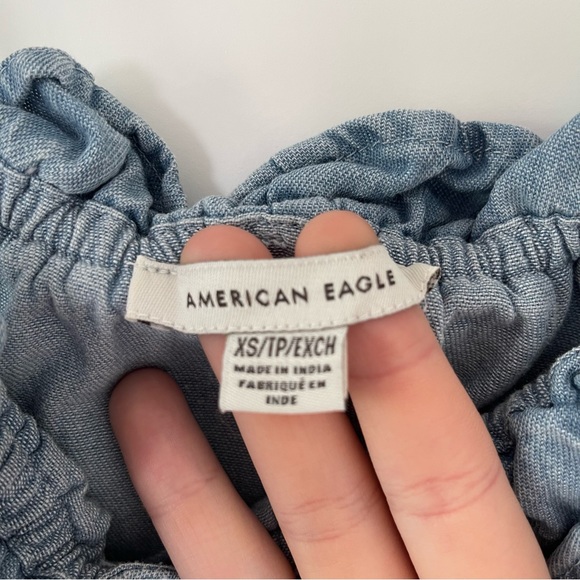 AMERICAN EAGLE
XS/TP/EXCH
MADE IN INDIA
FABRIQUÉ EN
INDE